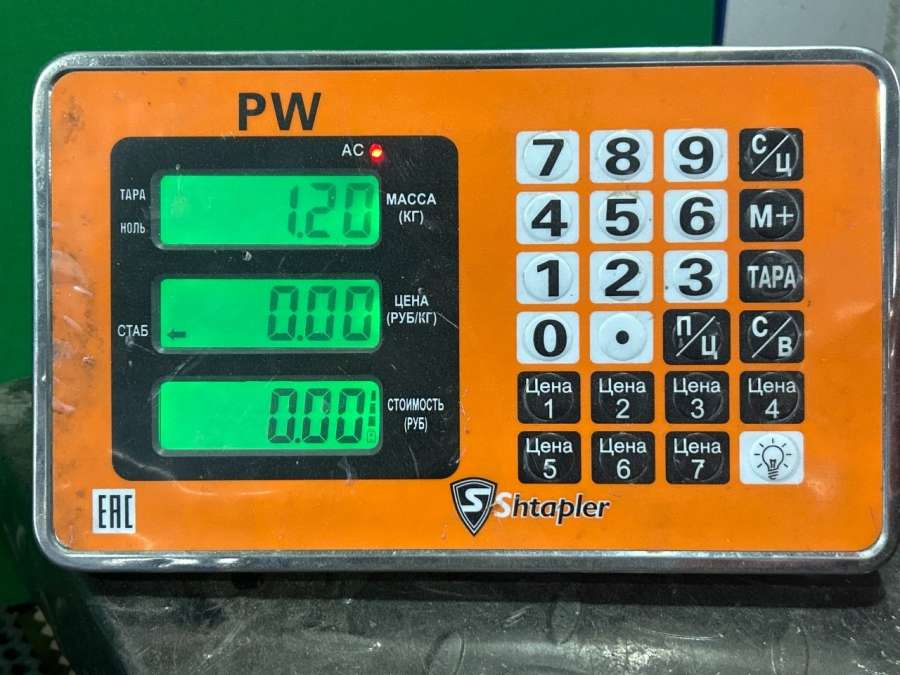 PW
AC
ТАРА
НОЛЬ
1.20
МАССА
(КГ)
СТАБ
0.00
ЦЕНА
(РУБ/КГ)
0.00
СТОИМОСТЬ
(РУБ)
7 8 9 С/Ц
4 5 6 М+
1 2 3 ТАРА
0 . П/Ц С/В
Цена 1 Цена 2 Цена 3 Цена 4
Цена 5 Цена 6 Цена 7
EAC
S Shtapler